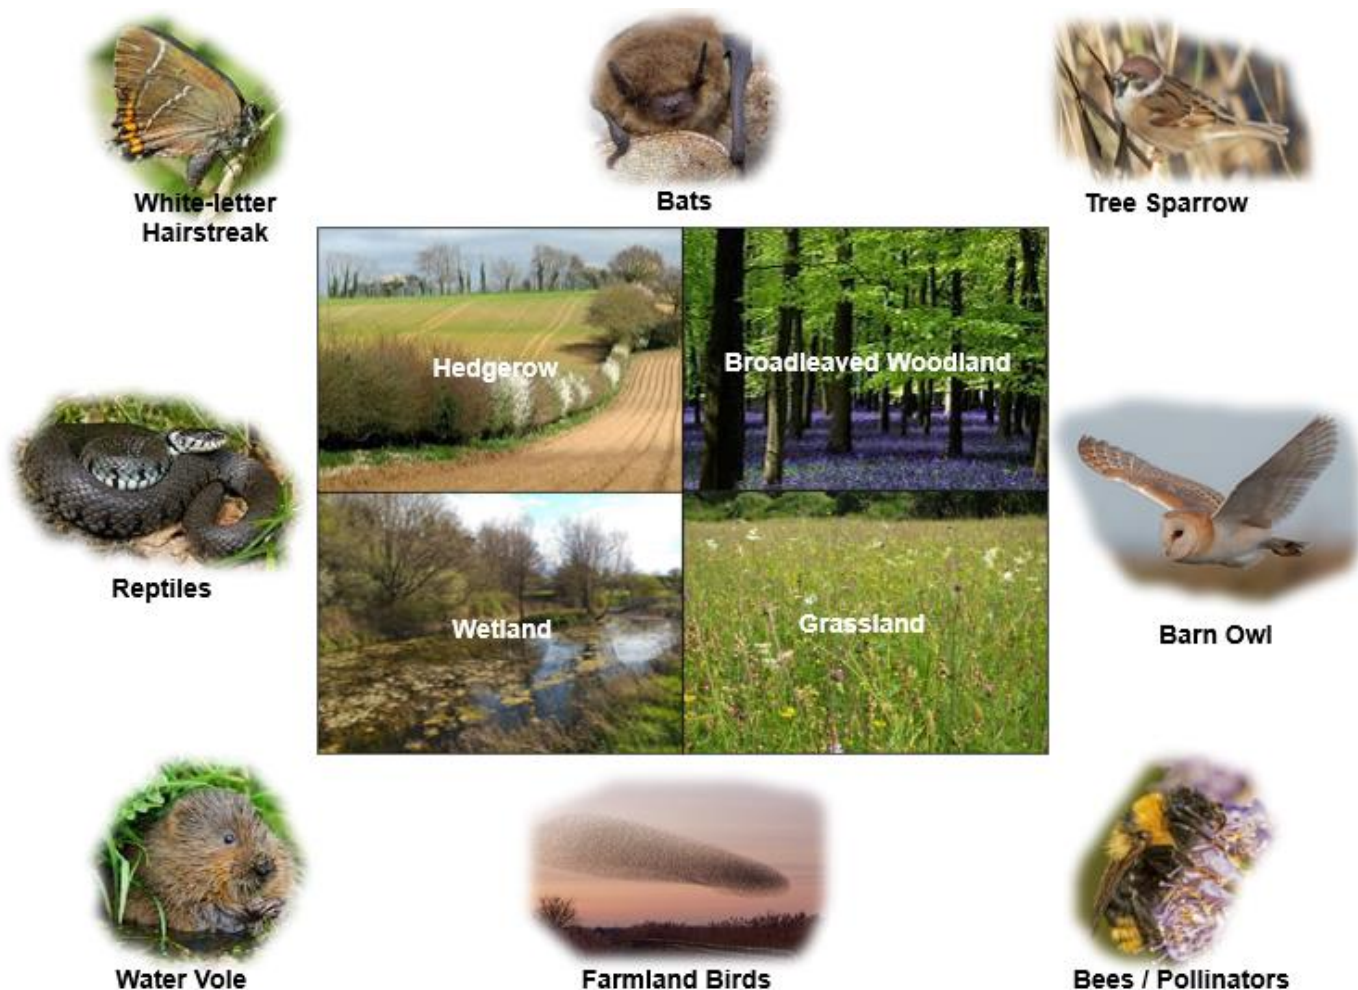 White-letter
Hairstreak
Bats
Tree Sparrow
Hedgerow
Broadleaved Woodland
Reptiles
Wetland
Grassland
Barn Owl
Water Vole
Farmland Birds
Bees / Pollinators